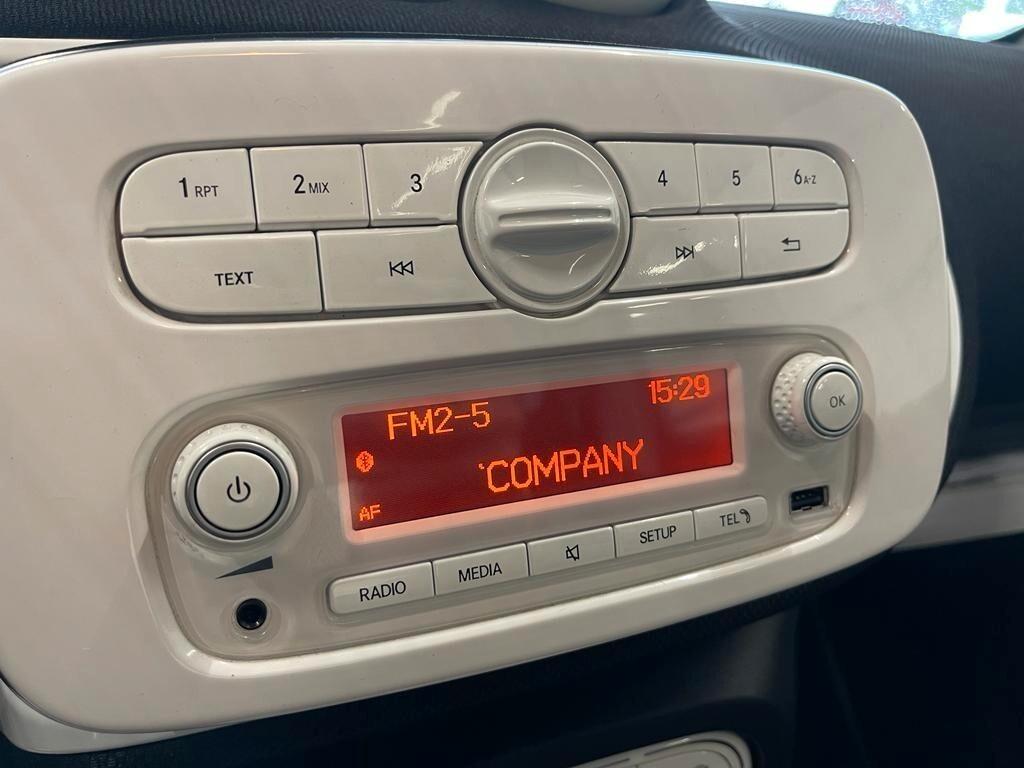 1 RPT 2 MIX 3 4 5 6 A-Z
TEXT
FM2-5 15:29
'COMPANY
AF
OK
RADIO MEDIA SETUP TEL